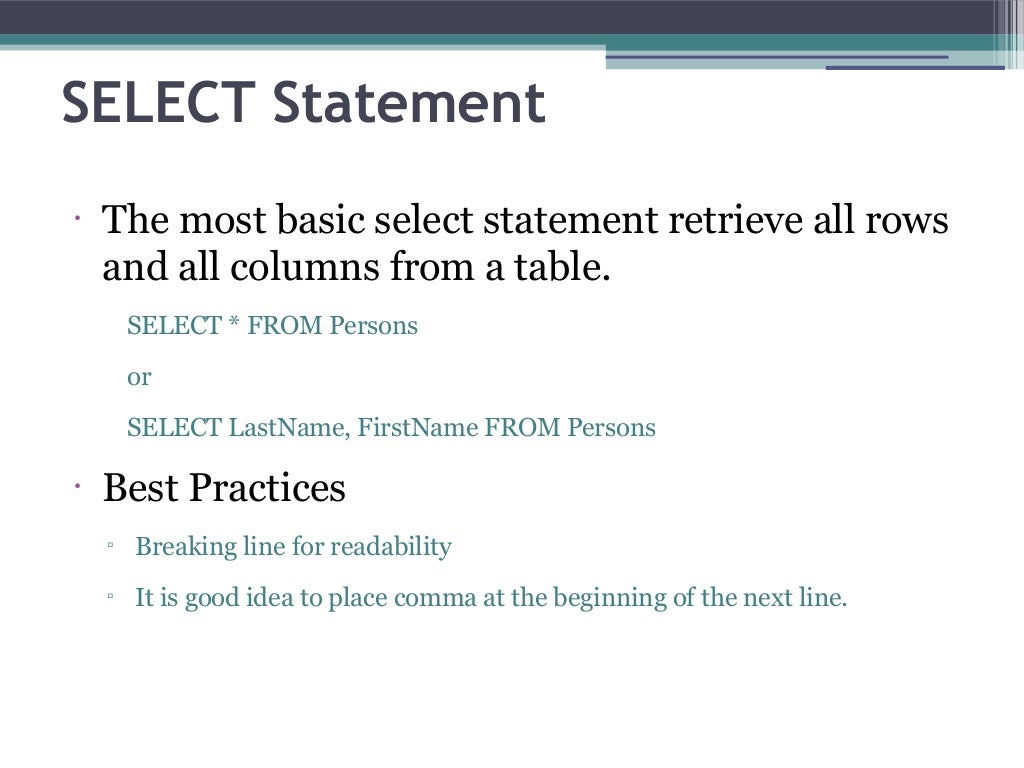 SELECT Statement
· The most basic select statement retrieve all rows
and all columns from a table.
SELECT * FROM Persons
or
SELECT LastName, FirstName FROM Persons
· Best Practices
▫ Breaking line for readability
▫ It is good idea to place comma at the beginning of the next line.